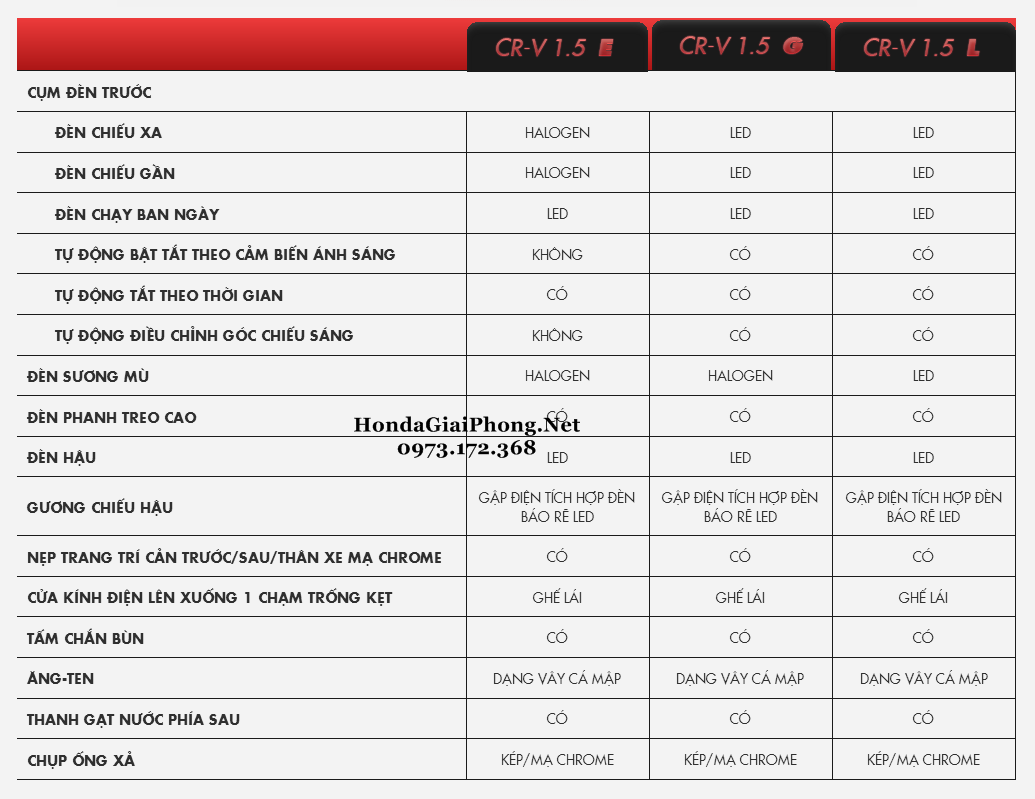 CR-V 1.5 E CR-V 1.5 G CR-V 1.5 L
CỤM ĐÈN TRƯỚC
ĐÈN CHIẾU XA HALOGEN LED LED
ĐÈN CHIẾU GẦN HALOGEN LED LED
ĐÈN CHẠY BAN NGÀY LED LED LED
TỰ ĐỘNG BẬT TẮT THEO CẢM BIẾN ÁNH SÁNG KHÔNG CÓ CÓ
TỰ ĐỘNG TẮT THEO THỜI GIAN CÓ CÓ CÓ
TỰ ĐỘNG ĐIỀU CHỈNH GÓC CHIẾU SÁNG KHÔNG CÓ CÓ
ĐÈN SƯƠNG MÙ HALOGEN HALOGEN LED
ĐÈN PHANH TREO CAO CÓ CÓ CÓ
HondaGiaiPhong.Net
0973.172.368
ĐÈN HẬU LED LED LED
GƯƠNG CHIẾU HẬU GẬP ĐIỆN TÍCH HỢP ĐÈN GẬP ĐIỆN TÍCH HỢP ĐÈN GẬP ĐIỆN TÍCH HỢP ĐÈN
BÁO RẼ LED BÁO RẼ LED BÁO RẼ LED
NẸP TRANG TRÍ CẢN TRƯỚC/SAU/THÂN XE MẠ CHROME CÓ CÓ CÓ
CỬA KÍNH ĐIỆN LÊN XUỐNG 1 CHẠM TRỐNG KẸT GHẾ LÁI GHẾ LÁI GHẾ LÁI
TẤM CHẮN BÙN CÓ CÓ CÓ
ĂNG-TEN DẠNG VÂY CÁ MẬP DẠNG VÂY CÁ MẬP DẠNG VÂY CÁ MẬP
THANH GẠT NƯỚC PHÍA SAU CÓ CÓ CÓ
CHỤP ỐNG XẢ KÉP/MẠ CHROME KÉP/MẠ CHROME KÉP/MẠ CHROME